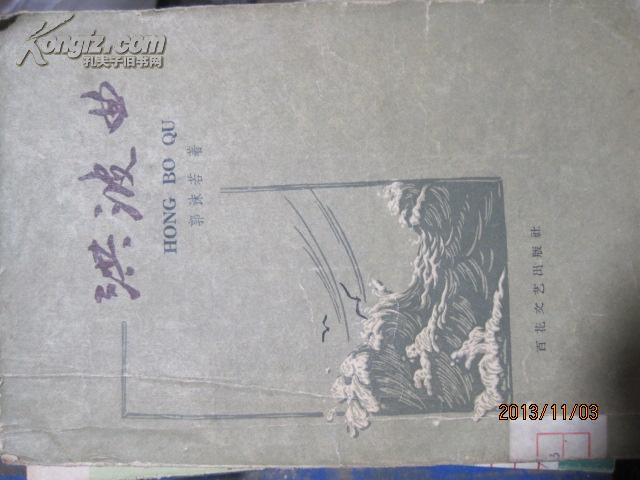 Kongfz.com
孔夫子旧书网
洪波曲
HONG BO QU
郭沫若 著
百花文艺出版社
3
2013/11/03